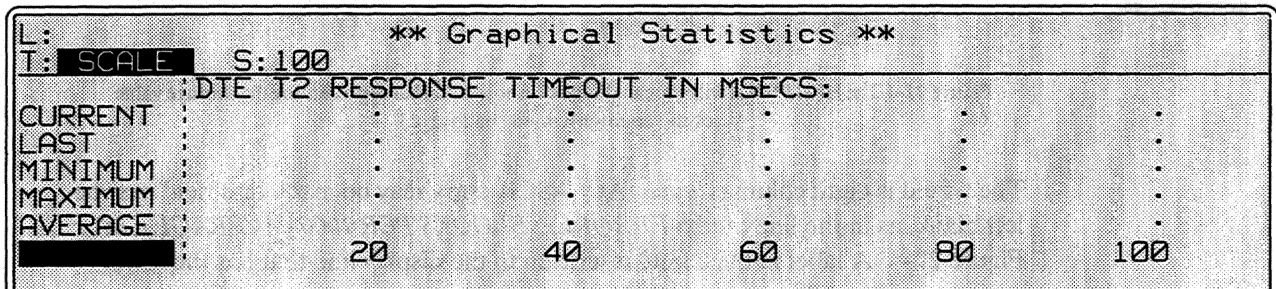 L: ** Graphical Statistics **
T: SCALE S:100
DTE T2 RESPONSE TIMEOUT IN MSECS:
CURRENT
LAST
MINIMUM
MAXIMUM
AVERAGE
20 40 60 80 100